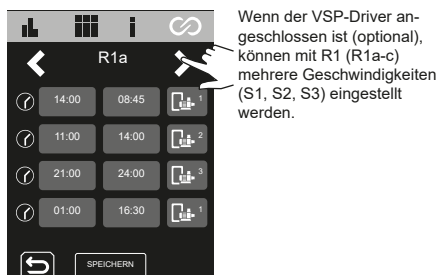 R1a
14:00 08:45 1
11:00 14:00 2
21:00 24:00 3
01:00 16:30 1
SPEICHERN
Wenn der VSP-Driver an-
geschlossen ist (optional),
können mit R1 (R1a-c)
mehrere Geschwindigkeiten
(S1, S2, S3) eingestellt
werden.